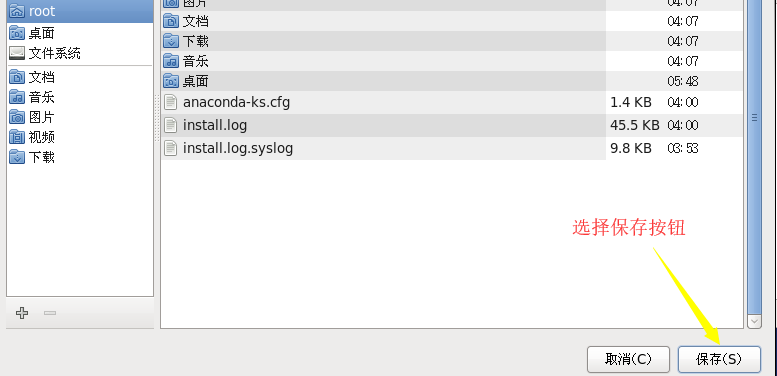 root
桌面
文件系统
文档
音乐
图片
视频
下载
图片 04:07
文档 04:07
下载 04:07
音乐 04:07
桌面 05:48
anaconda-ks.cfg 1.4 KB 04:00
install.log 45.5 KB 04:00
install.log.syslog 9.8 KB 03:53
选择保存按钮
取消(C) 保存(S)